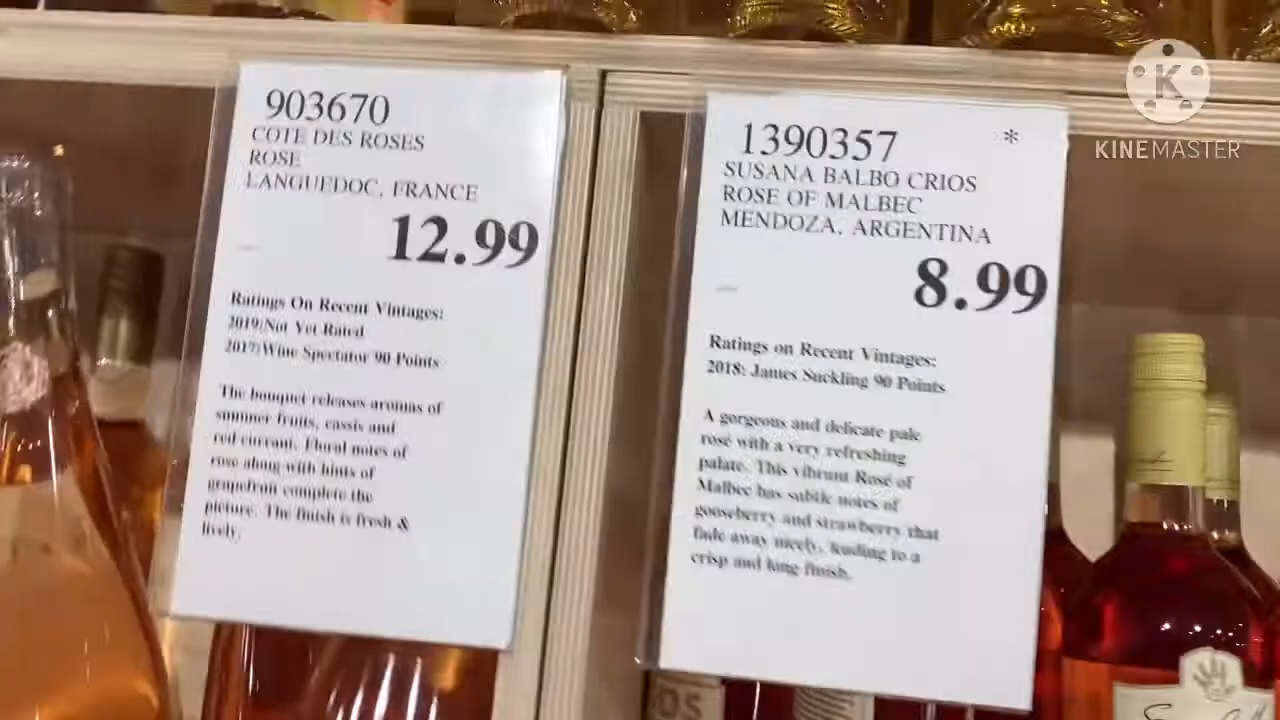 903670
COTE DES ROSES
ROSE
LANGUEDOC, FRANCE
12.99
Ratings On Recent Vintages:
2019:Not Yet Rated
2017:Wine Spectator 90 Points
The bouquet releases aromas of
summer fruits, cassis and
red currant. Floral notes of
rose along with hints of
grapefruit complete the
picture. The finish is fresh &
lively.
1390357 *
SUSANA BALBO CRIOS
ROSE OF MALBEC
MENDOZA, ARGENTINA
8.99
Ratings on Recent Vintages:
2018: James Suckling 90 Points
A gorgeous and delicate pale
rosé with a very refreshing
palate. This vibrant Rosé of
Malbec has subtle notes of
gooseberry and strawberry that
fade away nicely, leading to a
crisp and long finish.
K
KINEMASTER
OS